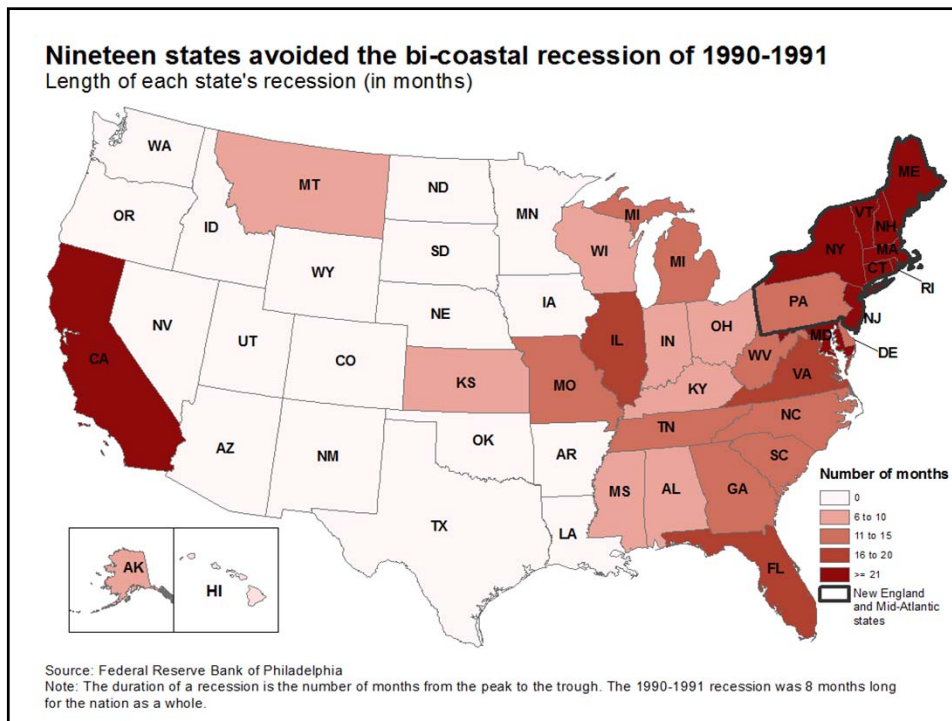 Nineteen states avoided the bi-coastal recession of 1990-1991
Length of each state's recession (in months)
WA
MT
ND
MN
ME
OR
ID
SD
WI
MI
VT
NH
NY
MA
WY
MI
CT
RI
IA
PA
NE
NJ
NV
OH
IL
IN
MD
UT
DE
CA
CO
WV
VA
KS
MO
KY
NC
TN
OK
AZ
NM
AR
SC
MS
AL
GA
TX
LA
FL
AK
HI
Number of months
0
6 to 10
11 to 15
16 to 20
>= 21
New England
and Mid-Atlantic
states
Source: Federal Reserve Bank of Philadelphia
Note: The duration of a recession is the number of months from the peak to the trough. The 1990-1991 recession was 8 months long
for the nation as a whole.